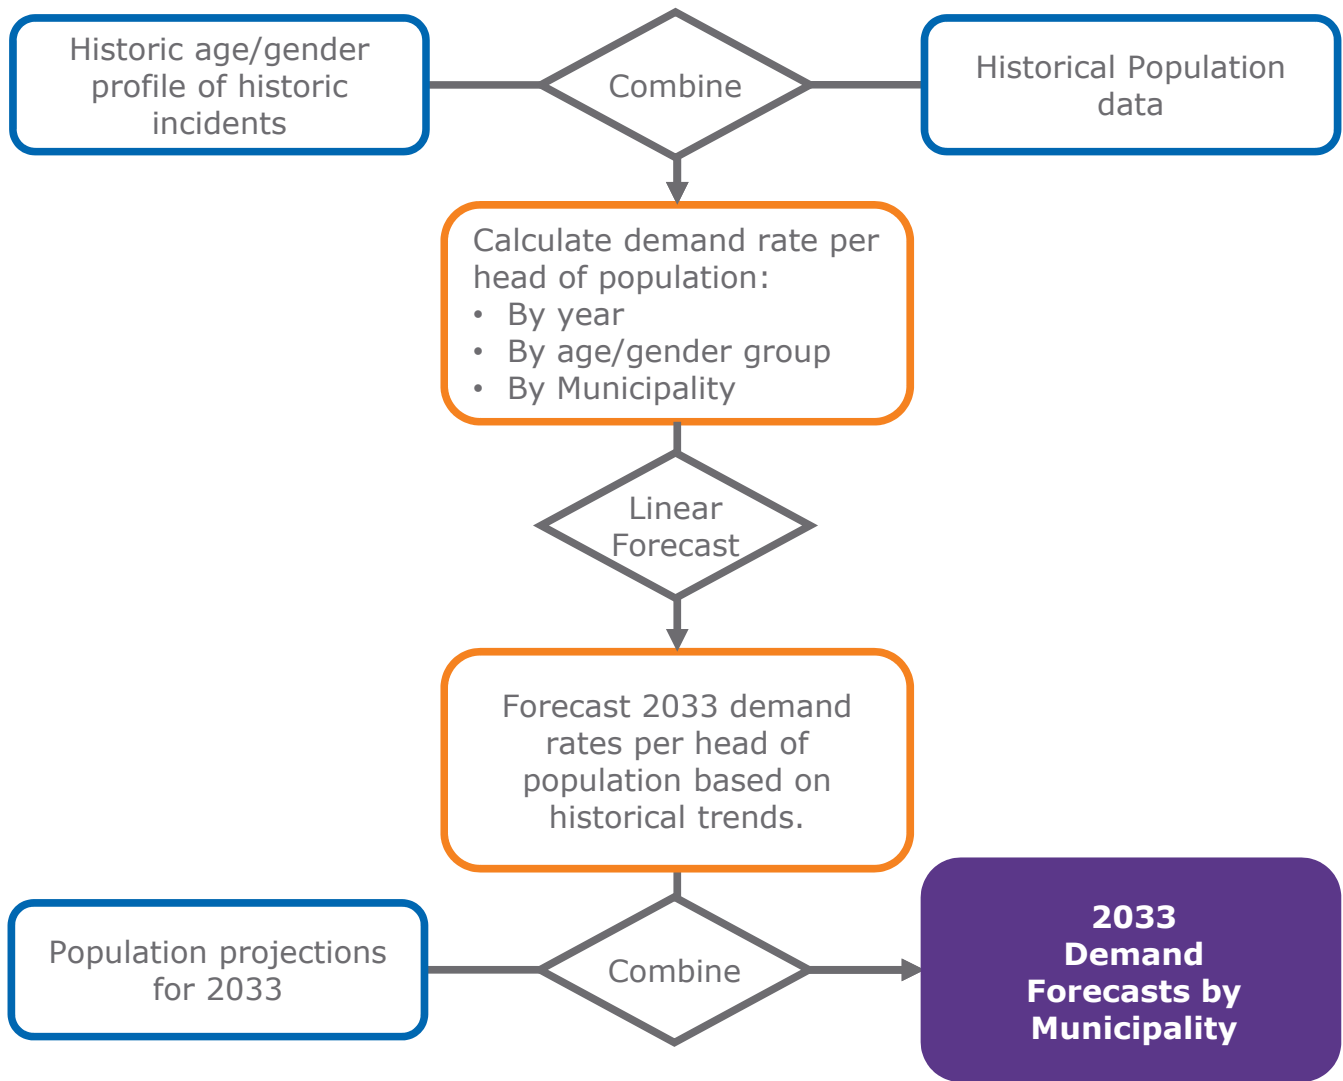 Historic age/gender
profile of historic
incidents
Combine
Historical Population
data
Calculate demand rate per
head of population:
• By year
• By age/gender group
• By Municipality
Linear
Forecast
Forecast 2033 demand
rates per head of
population based on
historical trends.
Population projections
for 2033
Combine
2033
Demand
Forecasts by
Municipality